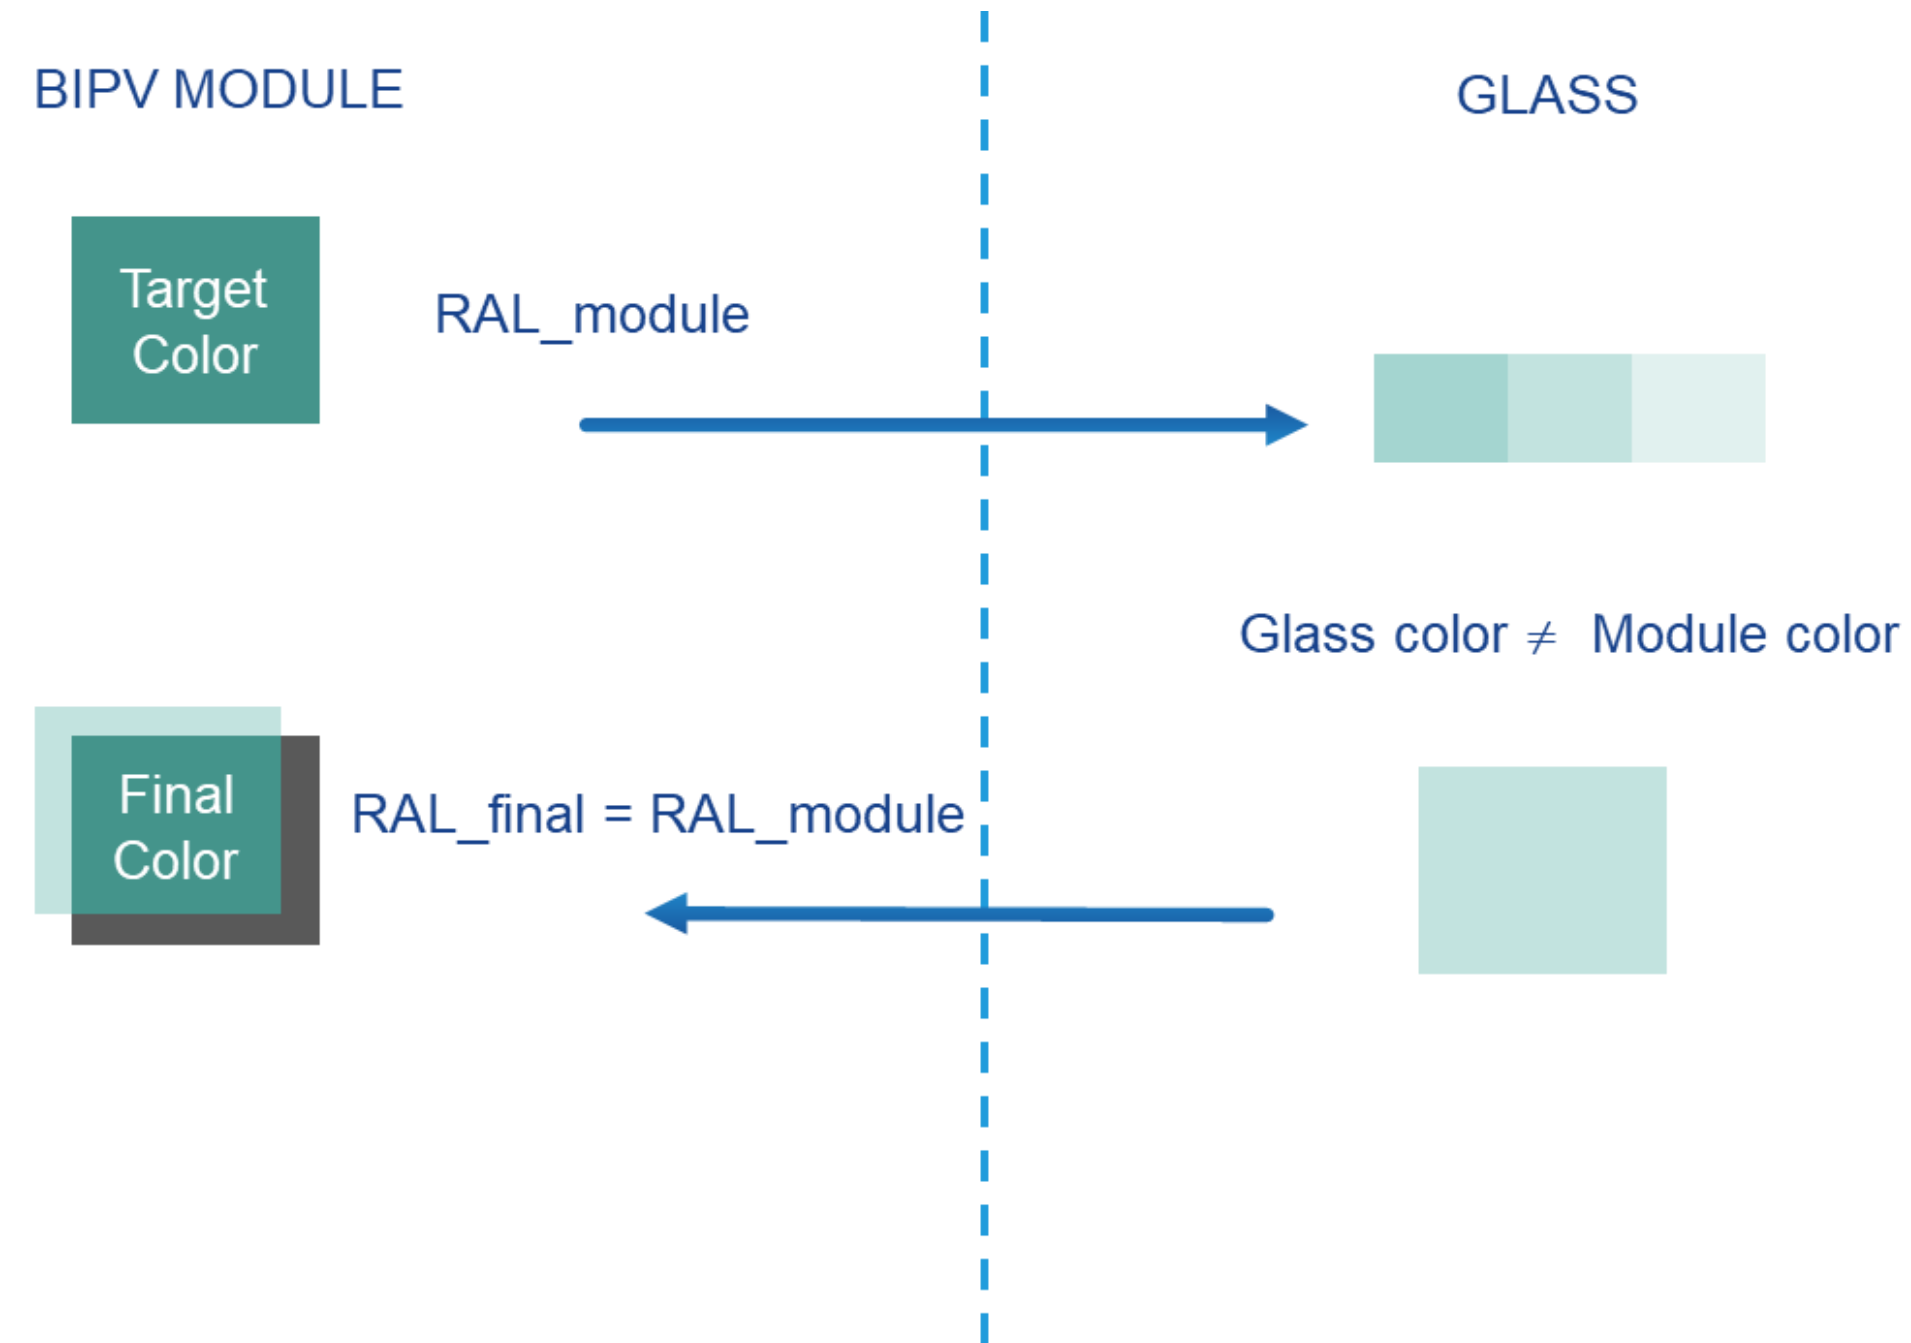 BIPV MODULE
GLASS
Target
Color
RAL_module
Glass color ≠ Module color
Final
Color
RAL_final = RAL_module